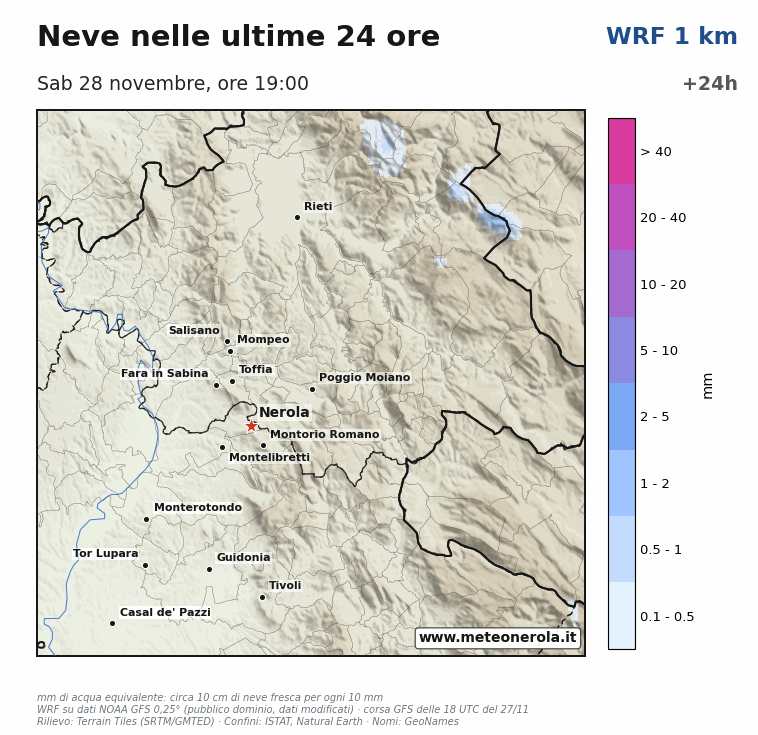 Neve nelle ultime 24 ore
WRF 1 km
Sab 28 novembre, ore 19:00
+24h
Rieti
Salisano
Mompeo
Fara in Sabina
Toffia
Poggio Moiano
Nerola
Montorio Romano
Montelibretti
Monterotondo
Tor Lupara
Guidonia
Tivoli
Casal de' Pazzi
www.meteonerola.it
> 40
20 - 40
10 - 20
5 - 10
2 - 5
1 - 2
0.5 - 1
0.1 - 0.5
mm
mm di acqua equivalente: circa 10 cm di neve fresca per ogni 10 mm
WRF su dati NOAA GFS 0,25° (pubblico dominio, dati modificati) · corsa GFS delle 18 UTC del 27/11
Rilievo: Terrain Tiles (SRTM/GMTED) · Confini: ISTAT, Natural Earth · Nomi: GeoNames